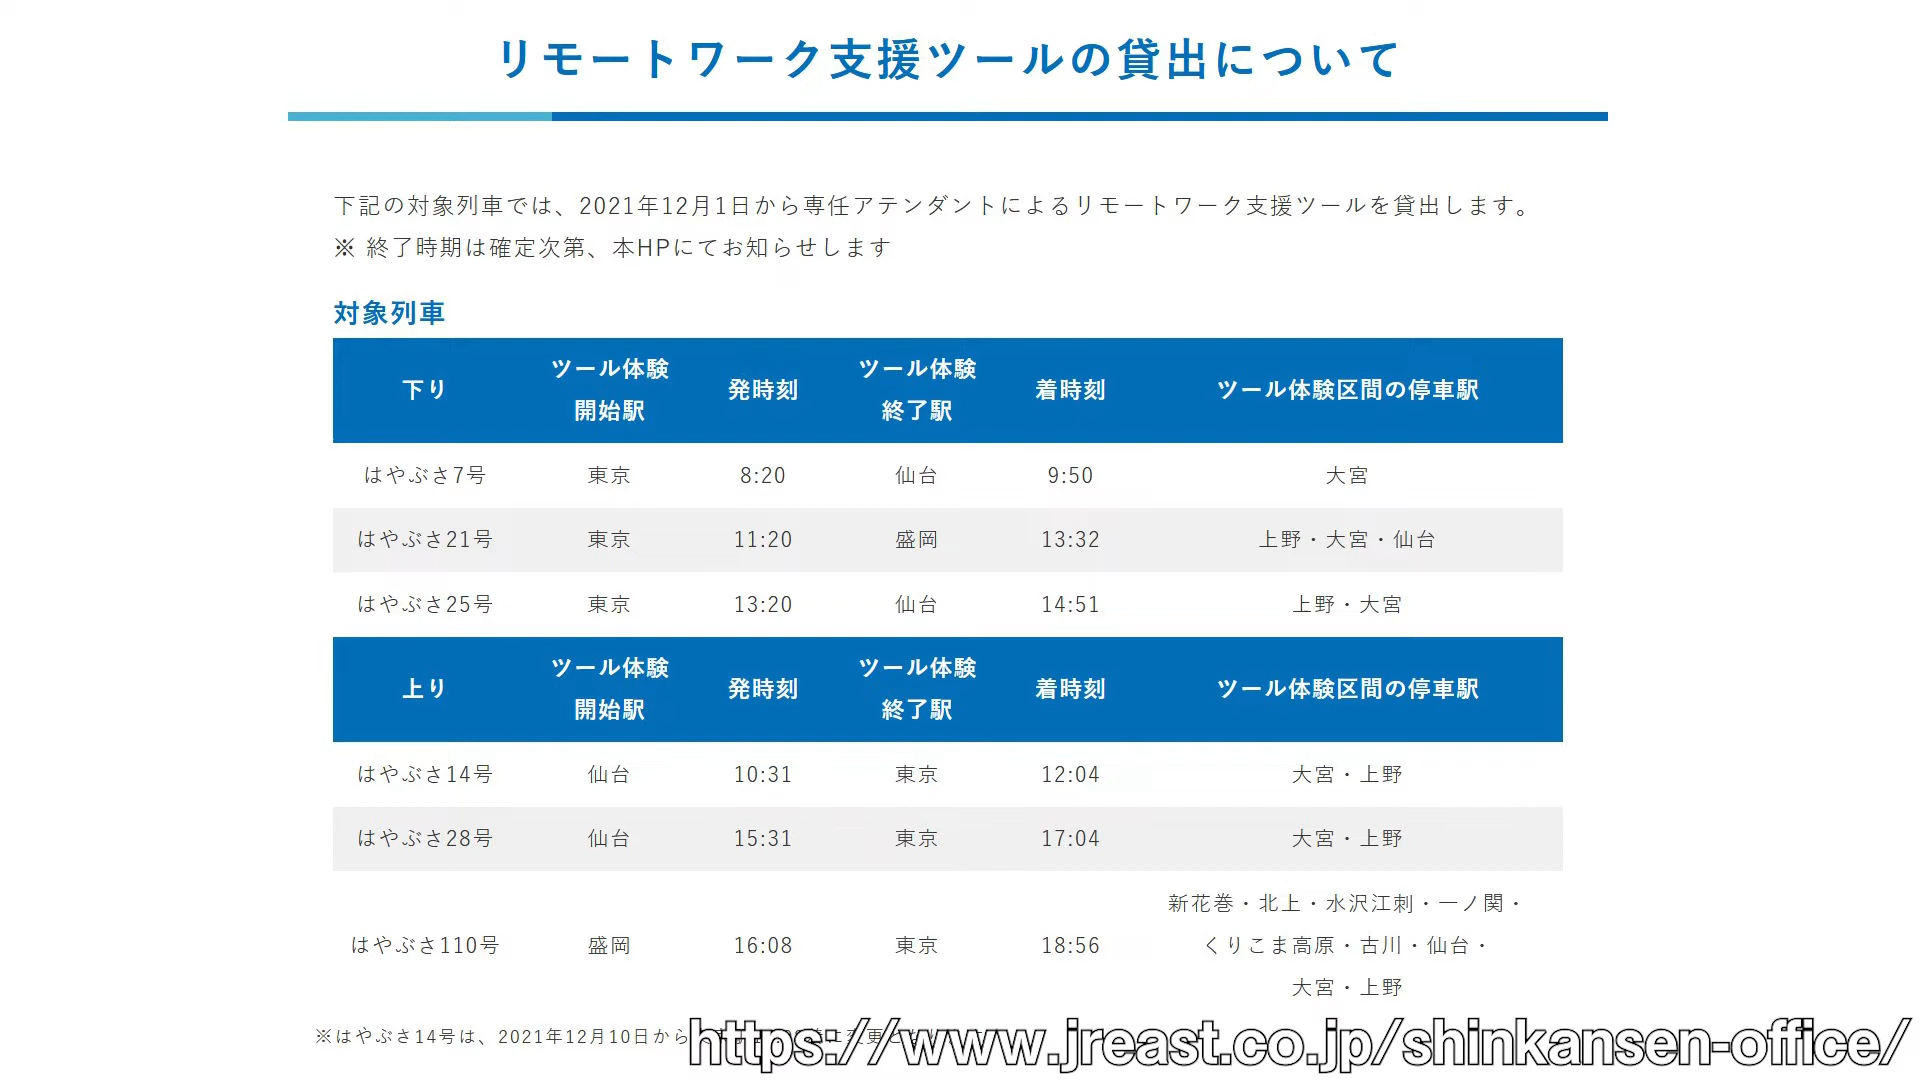 リモートワーク支援ツールの貸出について
下記の対象列車では、2021年12月1日から専任アテンダントによるリモートワーク支援ツールを貸出します。
※ 終了時期は確定次第、本HPにてお知らせします
対象列車
下り ツール体験開始駅 発時刻 ツール体験終了駅 着時刻 ツール体験区間の停車駅
はやぶさ7号 東京 8:20 仙台 9:50 大宮
はやぶさ21号 東京 11:20 盛岡 13:32 上野・大宮・仙台
はやぶさ25号 東京 13:20 仙台 14:51 上野・大宮
上り ツール体験開始駅 発時刻 ツール体験終了駅 着時刻 ツール体験区間の停車駅
はやぶさ14号 仙台 10:31 東京 12:04 大宮・上野
はやぶさ28号 仙台 15:31 東京 17:04 大宮・上野
はやぶさ110号 盛岡 16:08 東京 18:56 新花巻・北上・水沢江刺・一ノ関・
くりこま高原・古川・仙台・
大宮・上野
※はやぶさ14号は、2021年12月10日から
https://www.jreast.co.jp/shinkansen-office/